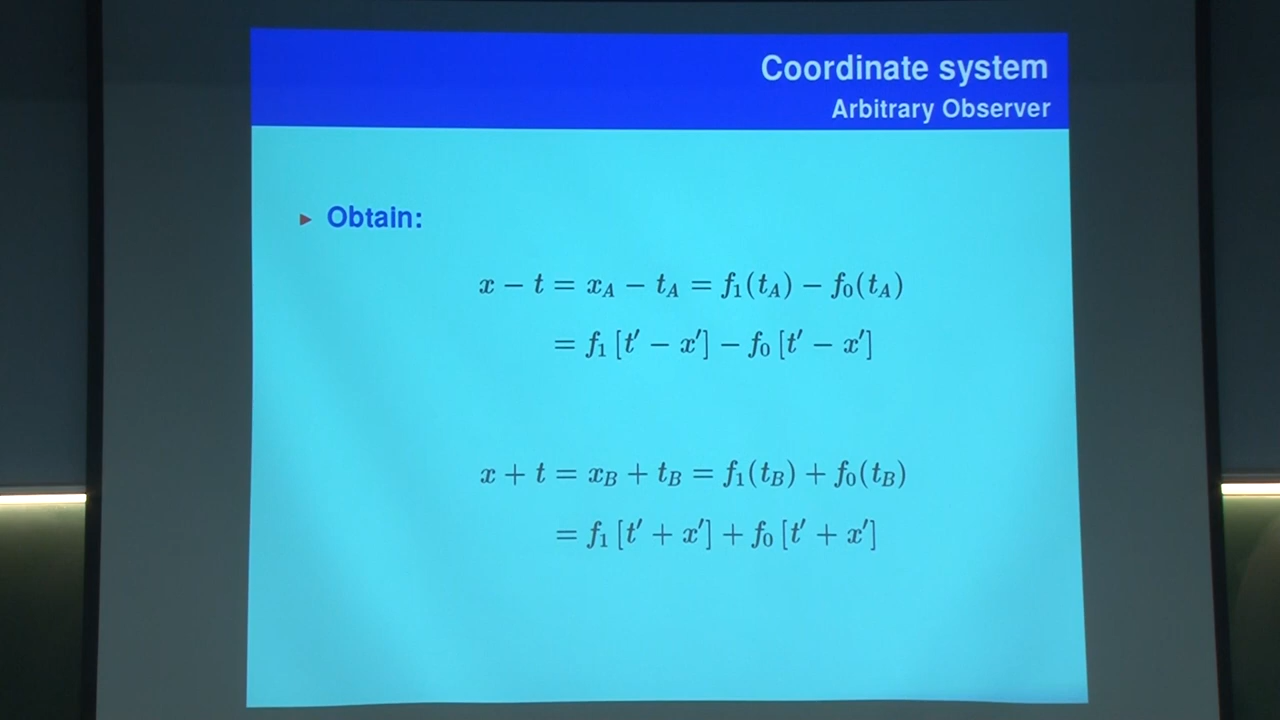 Coordinate system
Arbitrary Observer
▸ Obtain:
x − t = x_A − t_A = f_1(t_A) − f_0(t_A)
= f_1 [t′ − x′] − f_0 [t′ − x′]
x + t = x_B + t_B = f_1(t_B) + f_0(t_B)
= f_1 [t′ + x′] + f_0 [t′ + x′]